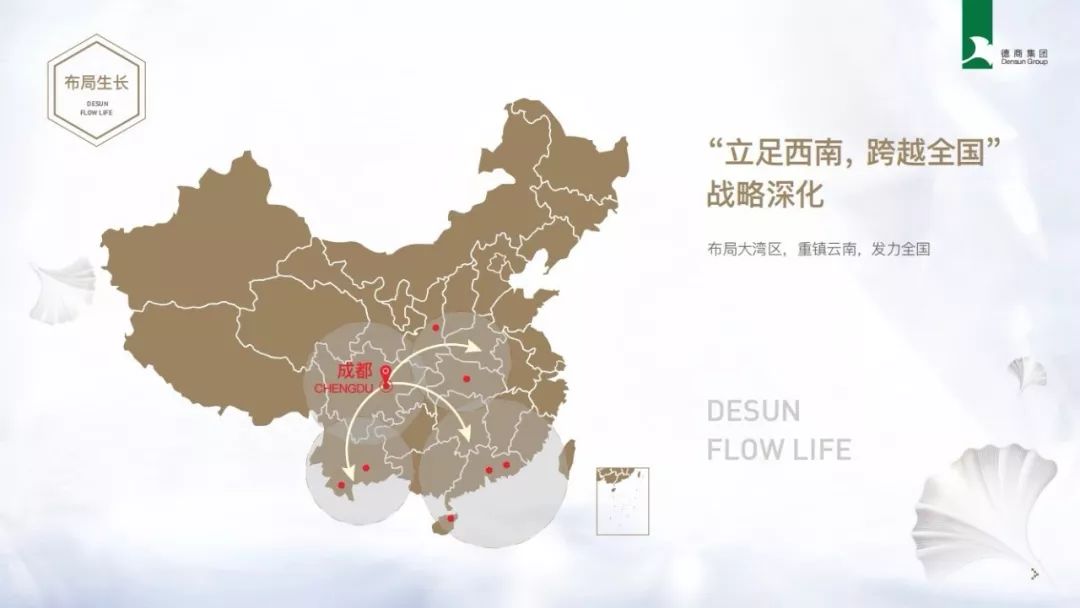 布局生长
DESUN
FLOW LIFE
德商集团
Densun Group
“立足西南，跨越全国”
战略深化
布局大湾区，重镇云南，发力全国
成都
CHENGDU
DESUN
FLOW LIFE